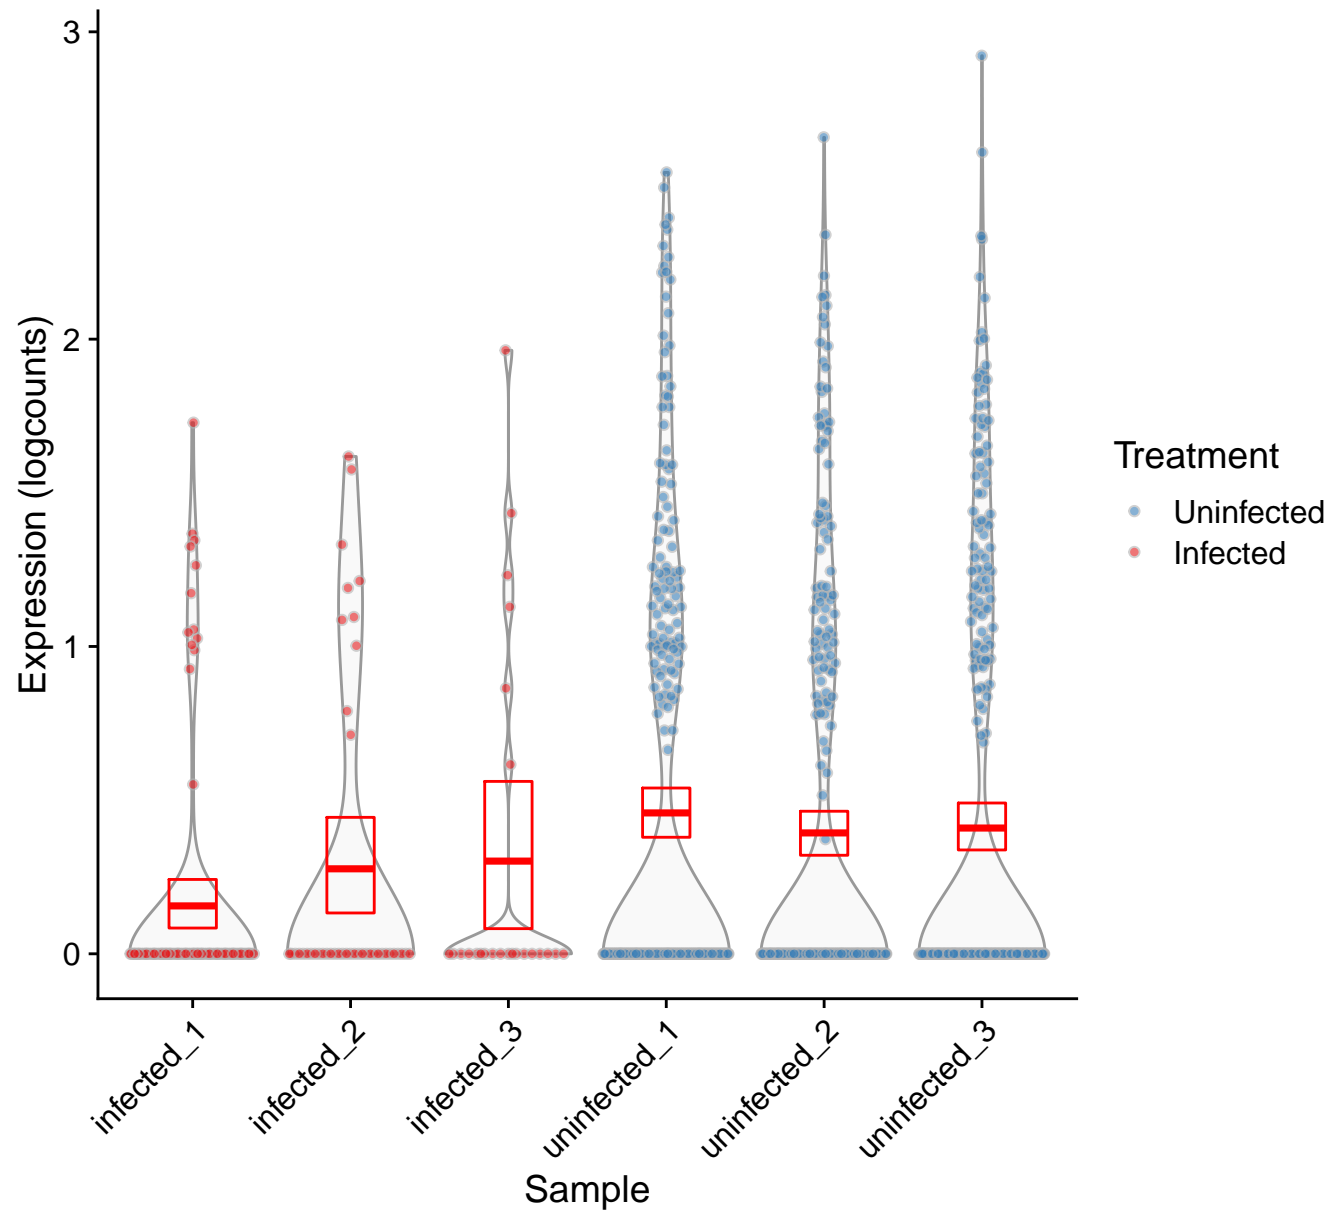 3
2
1
0
Expression (logcounts)
infected_1
infected_2
infected_3
uninfected_1
uninfected_2
uninfected_3
Sample
Treatment
Uninfected
Infected